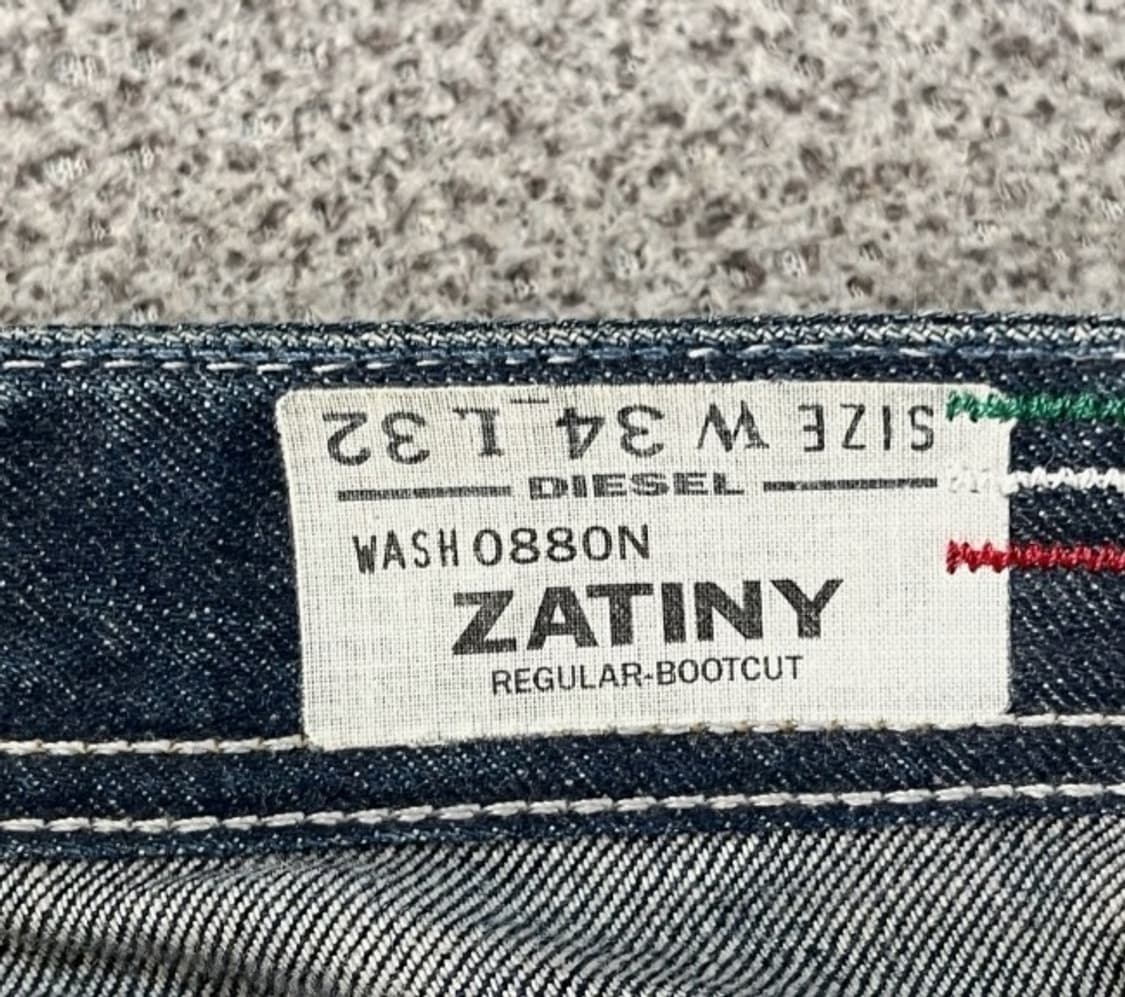 SIZE W 34 L 32
DIESEL
WASH 0880N
ZATINY
REGULAR-BOOTCUT